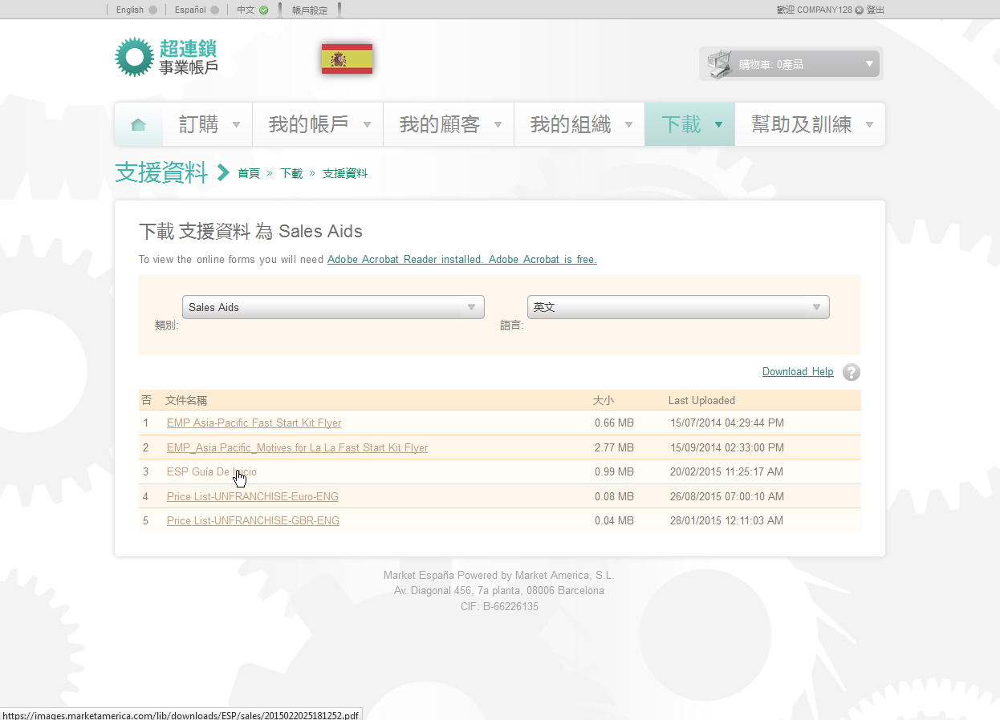 English Español 中文 帳戶設定 歡迎 COMPANY128 登出
超連鎖
事業帳戶
購物車: 0產品
訂購 我的帳戶 我的顧客 我的組織 下載 幫助及訓練
支援資料 首頁 » 下載 » 支援資料
下載 支援資料 為 Sales Aids
To view the online forms you will need Adobe Acrobat Reader installed. Adobe Acrobat is free.
類別: Sales Aids 語言: 英文
Download Help ?
否 文件名稱 大小 Last Uploaded
1 EMP Asia-Pacific Fast Start Kit Flyer 0.66 MB 15/07/2014 04:29:44 PM
2 EMP_Asia Pacific_Motives for La La Fast Start Kit Flyer 2.77 MB 15/09/2014 02:33:00 PM
3 ESP Guía De Inicio 0.99 MB 20/02/2015 11:25:17 AM
4 Price List-UNFRANCHISE-Euro-ENG 0.08 MB 26/08/2015 07:00:10 AM
5 Price List-UNFRANCHISE-GBR-ENG 0.04 MB 28/01/2015 12:11:03 AM
Market España Powered by Market America, S.L.
Av. Diagonal 456, 7a planta, 08006 Barcelona
CIF: B-66226135
https://images.marketamerica.com/lib/downloads/ESP/sales/2015022025181252.pdf